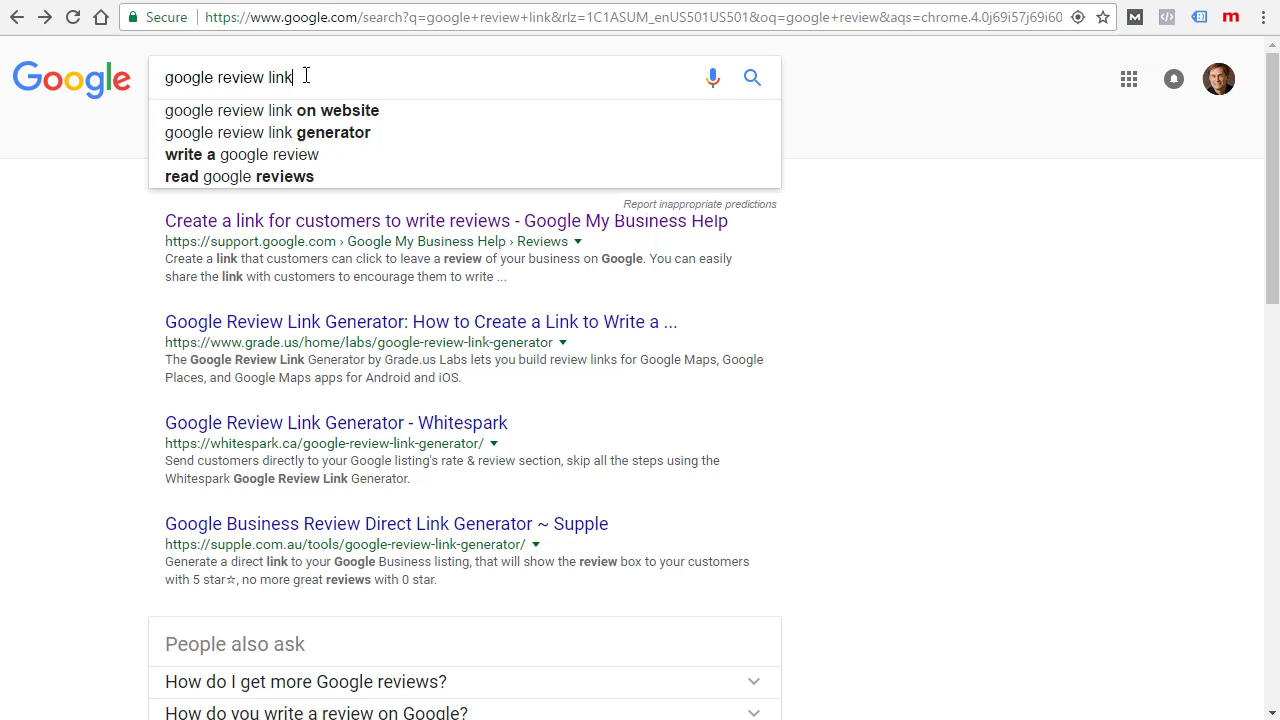 Secure
https://www.google.com/search?q=google+review+link&rlz=1C1ASUM_enUS501US501&oq=google+review&aqs=chrome.4.0j69i57j69i60
M
m
Google
google review link
google review link on website
google review link generator
write a google review
read google reviews
Report inappropriate predictions
Create a link for customers to write reviews - Google My Business Help
https://support.google.com › Google My Business Help › Reviews
Create a link that customers can click to leave a review of your business on Google. You can easily
share the link with customers to encourage them to write ...
Google Review Link Generator: How to Create a Link to Write a ...
https://www.grade.us/home/labs/google-review-link-generator
The Google Review Link Generator by Grade.us Labs lets you build review links for Google Maps, Google
Places, and Google Maps apps for Android and iOS.
Google Review Link Generator - Whitespark
https://whitespark.ca/google-review-link-generator/
Send customers directly to your Google listing's rate & review section, skip all the steps using the
Whitespark Google Review Link Generator.
Google Business Review Direct Link Generator ~ Supple
https://supple.com.au/tools/google-review-link-generator/
Generate a direct link to your Google Business listing, that will show the review box to your customers
with 5 star☆, no more great reviews with 0 star.
People also ask
How do I get more Google reviews?
How do you write a review on Google?